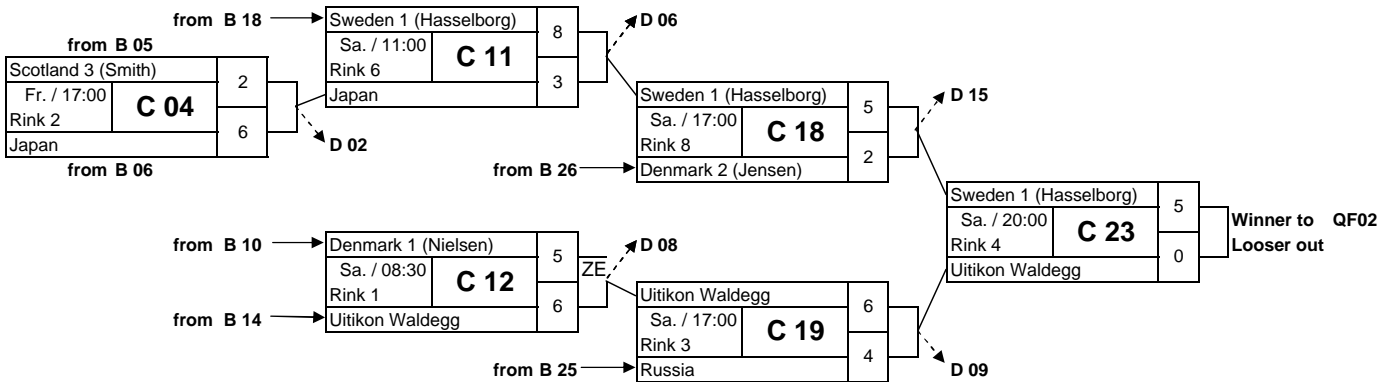 from B 05
Scotland 3 (Smith) 2
Fr. / 17:00
Rink 2
C 04
Japan 6
from B 06
D 02
from B 18
Sweden 1 (Hasselborg) 8
Sa. / 11:00
Rink 6
C 11
Japan 3
D 06
from B 10
Denmark 1 (Nielsen) 5
Sa. / 08:30
Rink 1
C 12
ZE
from B 14
Uitikon Waldegg 6
D 08
Sweden 1 (Hasselborg) 5
Sa. / 17:00
Rink 8
C 18
from B 26
Denmark 2 (Jensen) 2
D 15
Uitikon Waldegg 6
Sa. / 17:00
Rink 3
C 19
from B 25
Russia 4
D 09
Sweden 1 (Hasselborg) 5
Sa. / 20:00
Rink 4
C 23
Uitikon Waldegg 0
Winner to QF02
Looser out